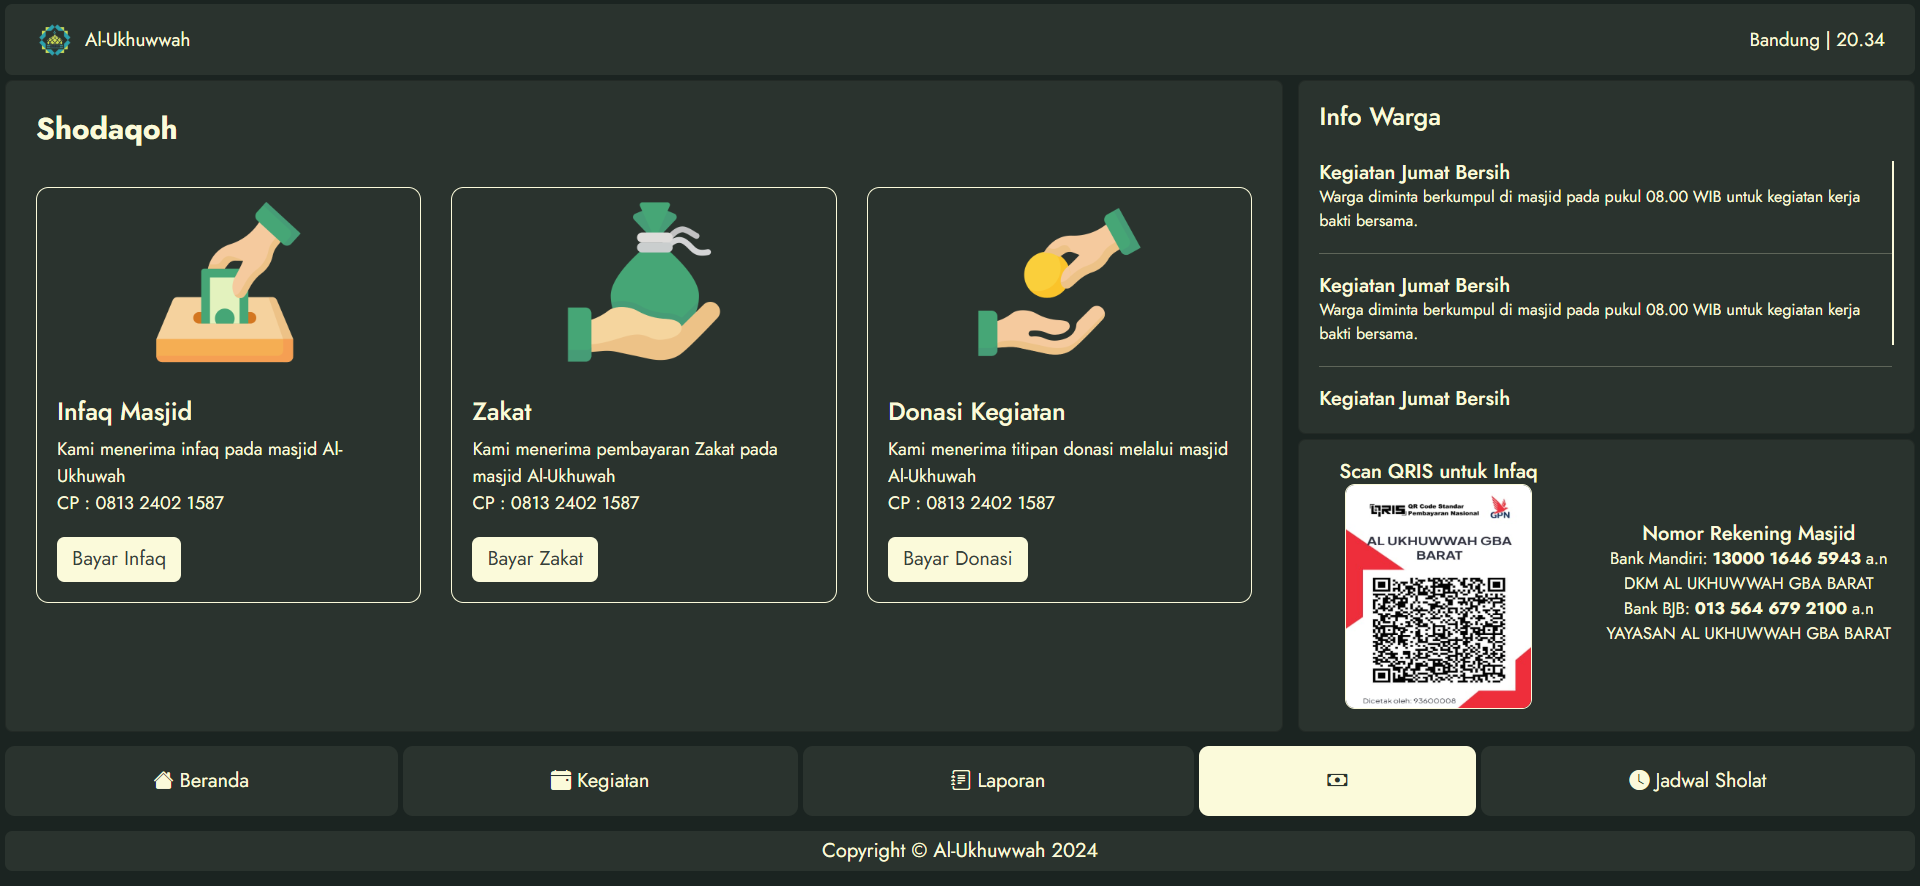 Al-Ukhuwwah
Bandung | 20.34
Shodaqoh
Infaq Masjid
Kami menerima infaq pada masjid Al-
Ukhuwah
CP : 0813 2402 1587
Bayar Infaq
Zakat
Kami menerima pembayaran Zakat pada
masjid Al-Ukhuwah
CP : 0813 2402 1587
Bayar Zakat
Donasi Kegiatan
Kami menerima titipan donasi melalui masjid
Al-Ukhuwah
CP : 0813 2402 1587
Bayar Donasi
Info Warga
Kegiatan Jumat Bersih
Warga diminta berkumpul di masjid pada pukul 08.00 WIB untuk kegiatan kerja
bakti bersama.
Kegiatan Jumat Bersih
Warga diminta berkumpul di masjid pada pukul 08.00 WIB untuk kegiatan kerja
bakti bersama.
Kegiatan Jumat Bersih
Scan QRIS untuk Infaq
QRIS QR Code Standar
Pembayaran Nasional
GPN
AL UKHUWWAH GBA
BARAT
Dicetak oleh: 93600008
Nomor Rekening Masjid
Bank Mandiri: 13000 1646 5943 a.n
DKM AL UKHUWWAH GBA BARAT
Bank BJB: 013 564 679 2100 a.n
YAYASAN AL UKHUWWAH GBA BARAT
Beranda
Kegiatan
Laporan
Jadwal Sholat
Copyright © Al-Ukhuwwah 2024